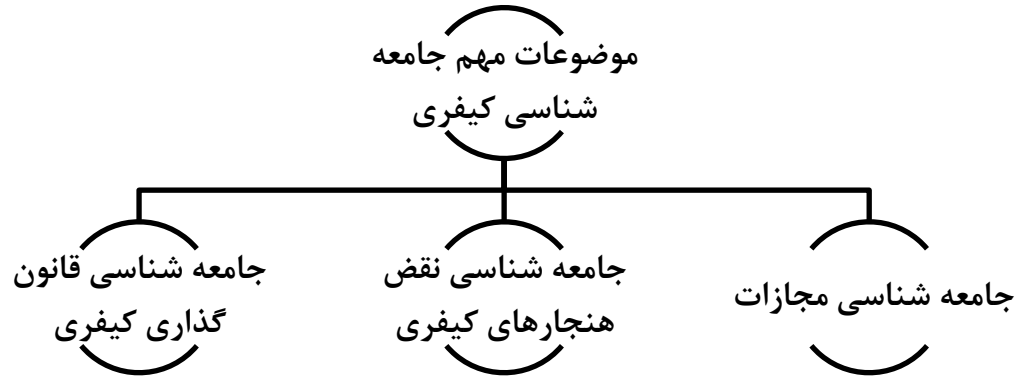 موضوعات مهم جامعه
شناسی کیفری
جامعه شناسی مجازات
جامعه شناسی نقض
هنجارهای کیفری
جامعه شناسی قانون
گذاری کیفری